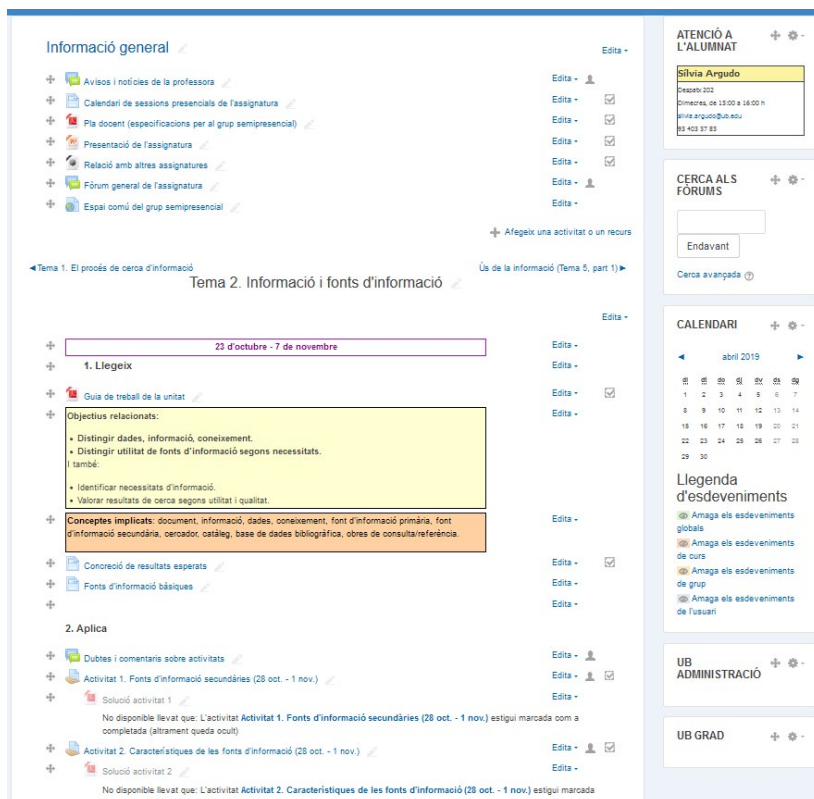 Informació general
Edita
Avisos i notícies de la professora
Edita
Calendari de sessions presencials de l'assignatura
Edita
Pla docent (especificacions per al grup semipresencial)
Edita
Presentació de l'assignatura
Edita
Relació amb altres assignatures
Edita
Fòrum general de l'assignatura
Edita
Espai comú del grup semipresencial
Edita
Afegeix una activitat o un recurs
◄Tema 1. El procés de cerca d'informació
Ús de la informació (Tema 5, part 1)►
Tema 2. Informació i fonts d'informació
Edita
23 d'octubre - 7 de novembre
Edita
1. Llegeix
Edita
Guia de treball de la unitat
Edita
Objectius relacionats:
Edita
• Distingir dades, informació, coneixement.
• Distingir utilitat de fonts d'informació segons necessitats.
I també:
• Identificar necessitats d'informació.
• Valorar resultats de cerca segons utilitat i qualitat.
Conceptes implicats: document, informació, dades, coneixement, font d'informació primària, font
d'informació secundària, cercador, catàleg, base de dades bibliogràfica, obres de consulta/referència.
Edita
Concreció de resultats esperats
Edita
Fonts d'informació bàsiques
Edita
Edita
2. Aplica
Dubtes i comentaris sobre activitats
Edita
Activitat 1. Fonts d'informació secundàries (28 oct. - 1 nov.)
Edita
Solució activitat 1
Edita
No disponible llevat que: L'activitat Activitat 1. Fonts d'informació secundàries (28 oct. - 1 nov.) estigui marcada com a
completada (altrament queda ocult)
Activitat 2. Característiques de les fonts d'informació (28 oct. - 1 nov.)
Edita
Solució activitat 2
Edita
No disponible llevat que: L'activitat Activitat 2. Característiques de les fonts d'informació (28 oct. - 1 nov.) estigui marcada
ATENCIÓ A
L'ALUMNAT
Sílvia Argudo
Despatx 202
Dimecres, de 15:00 a 16:00 h
silvia.argudo@ub.edu
93 403 57 83
CERCA ALS
FÒRUMS
Endavant
Cerca avançada
CALENDARI
◄ abril 2019 ►
dl dt dc dj dv ds dg
1 2 3 4 5 6 7
8 9 10 11 12 13 14
15 16 17 18 19 20 21
22 23 24 25 26 27 28
29 30
Llegenda
d'esdeveniments
Amaga els esdeveniments
globals
Amaga els esdeveniments
de curs
Amaga els esdeveniments
de grup
Amaga els esdeveniments
de l'usuari
UB
ADMINISTRACIÓ
UB GRAD